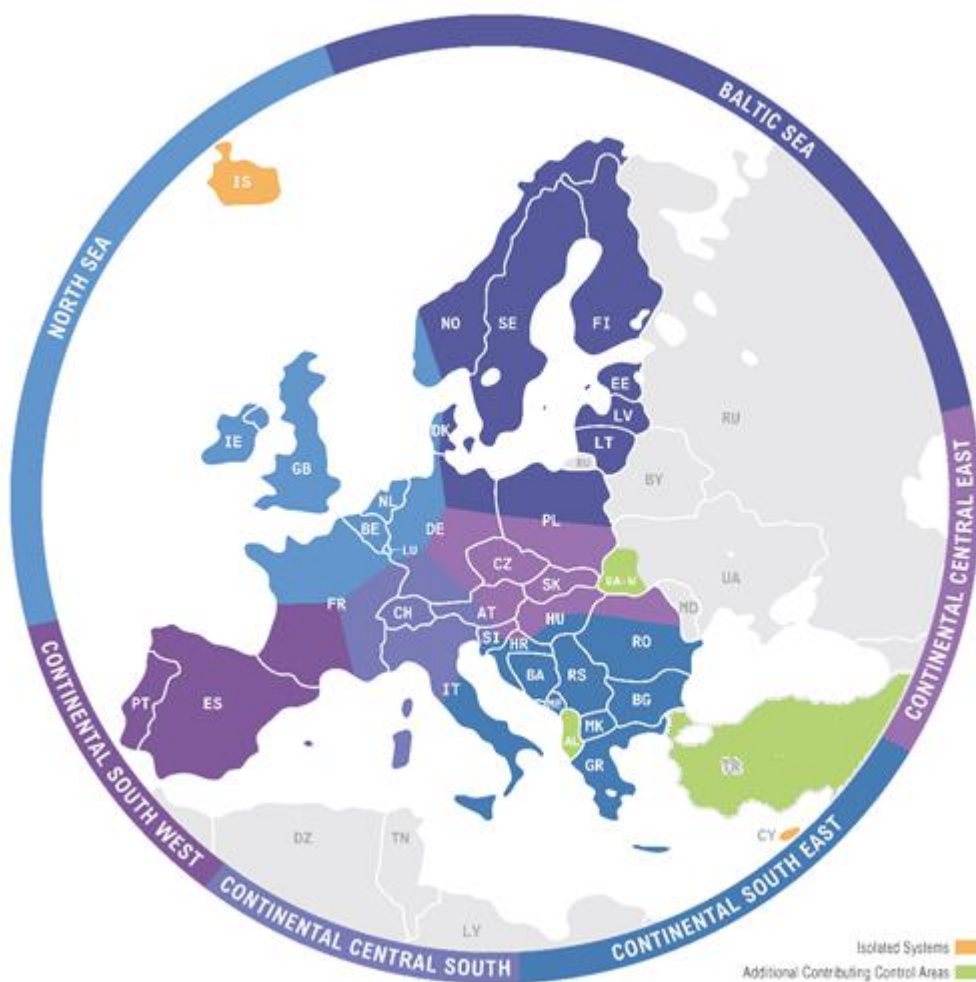 BALTIC SEA
NORTH SEA
CONTINENTAL CENTRAL EAST
CONTINENTAL SOUTH WEST
CONTINENTAL CENTRAL SOUTH
CONTINENTAL SOUTH EAST
IS
NO
SE
FI
EE
LV
LT
RU
RU
BY
DK
IE
GB
NL
BE
LU
DE
PL
UA
CZ
SK
UA-W
MD
FR
CH
AT
HU
SI
HR
RO
BA
RS
IT
BG
MK
AL
GR
TR
PT
ES
CY
DZ
TN
LY
Isolated Systems
Additional Contributing Control Areas